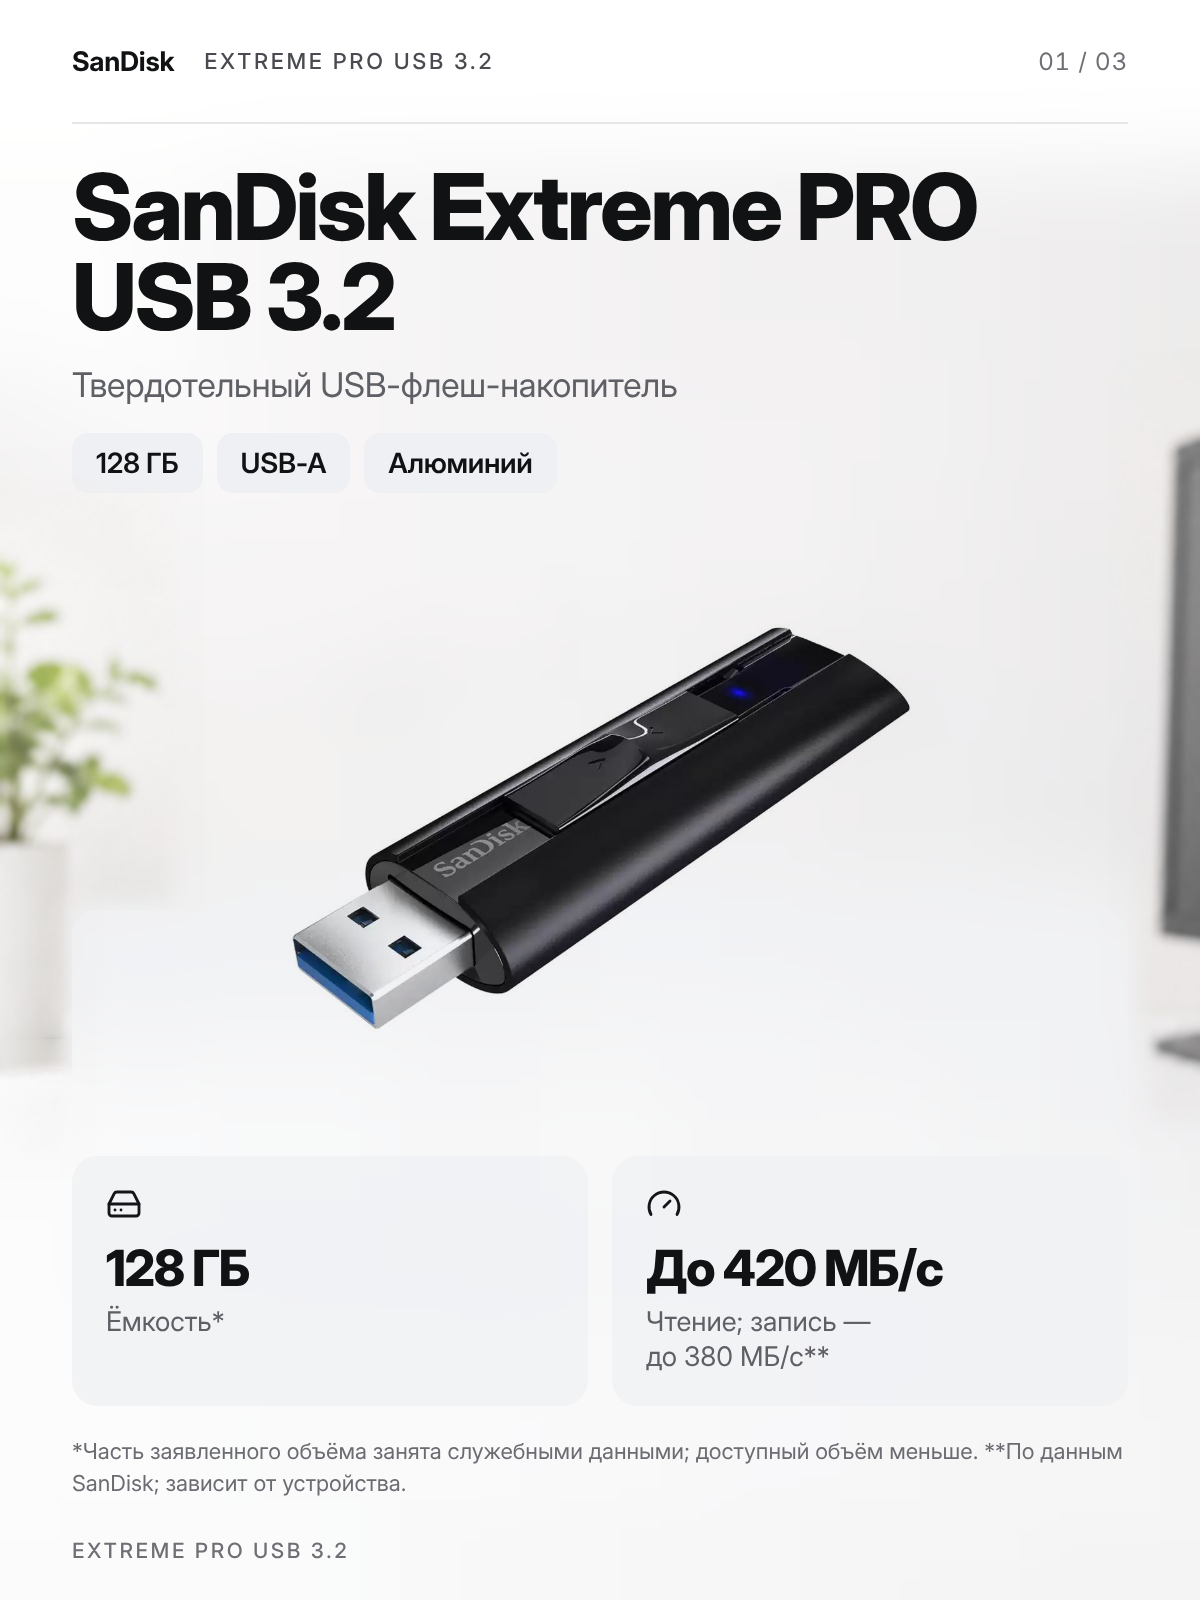 SanDisk EXTREME PRO USB 3.2 01 / 03
SanDisk Extreme PRO
USB 3.2
Твердотельный USB-флеш-накопитель
128 ГБ USB-A Алюминий
SanDisk
128 ГБ
Ёмкость*
До 420 МБ/с
Чтение; запись —
до 380 МБ/с**
*Часть заявленного объёма занята служебными данными; доступный объём меньше. **По данным
SanDisk; зависит от устройства.
EXTREME PRO USB 3.2